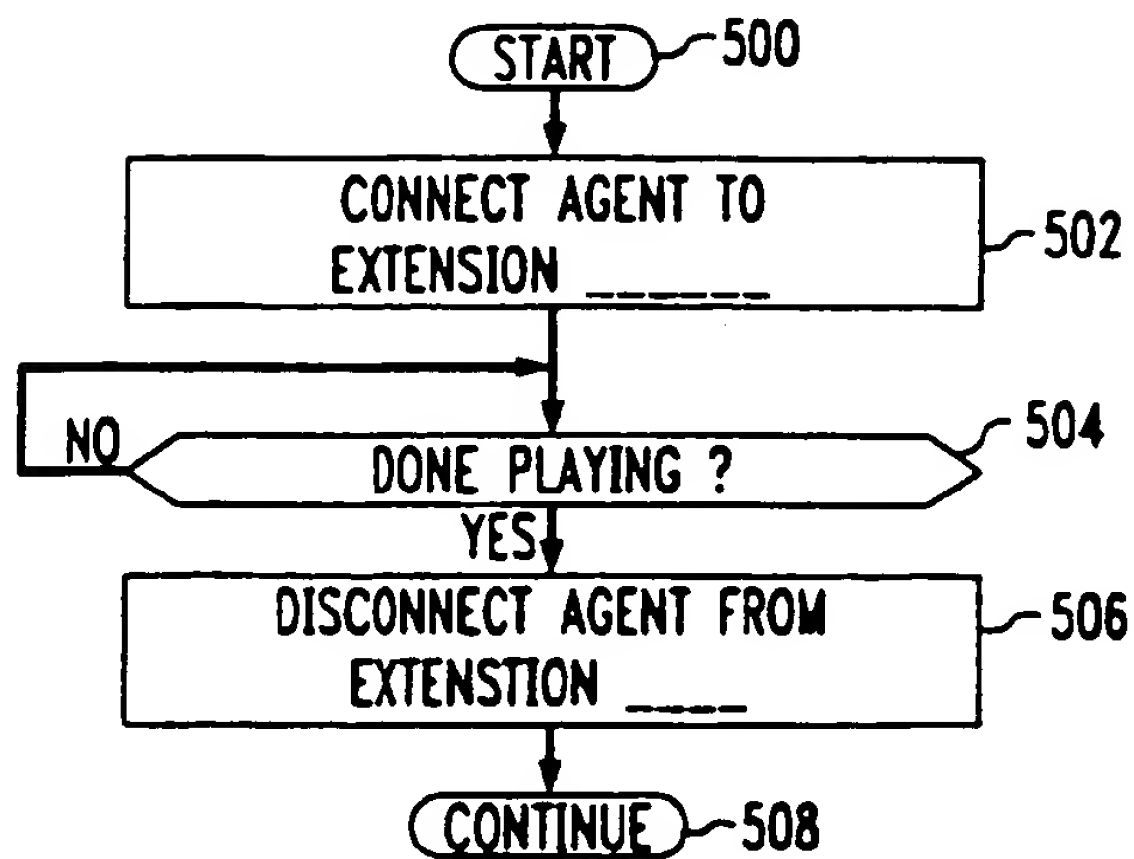 START 500
CONNECT AGENT TO
EXTENSION ______
502
NO
DONE PLAYING ?
504
YES
DISCONNECT AGENT FROM
EXTENSTION ____
506
CONTINUE 508